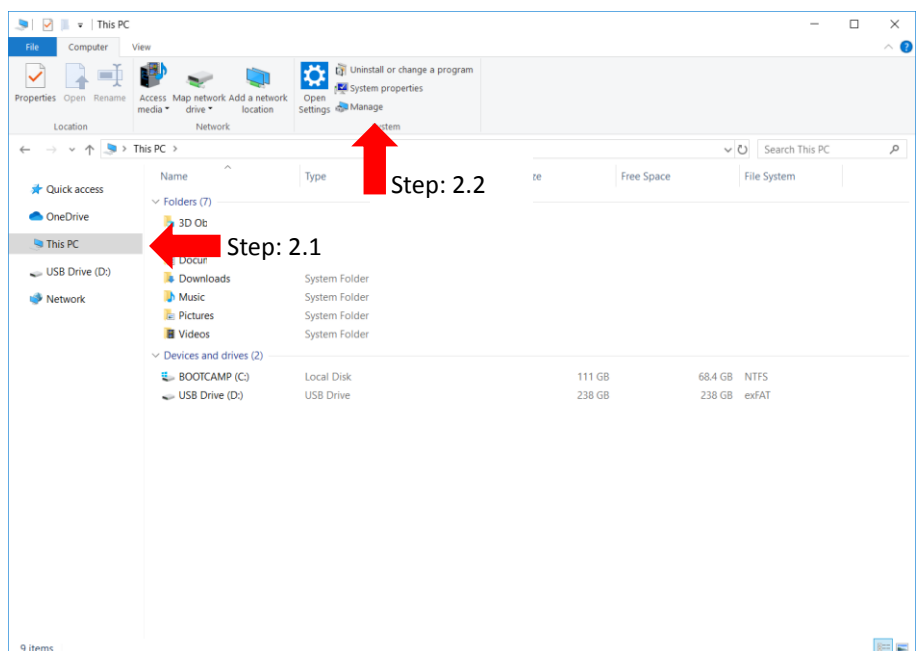 This PC
File Computer View
Properties Open Rename
Access media Map network drive Add a network location
Open Settings
Uninstall or change a program
System properties
Manage
Location Network stem
This PC
Search This PC
Name Type ze Free Space File System
Step: 2.2
Quick access
OneDrive
This PC
USB Drive (D:)
Network
Folders (7)
3D Ob
Step: 2.1
Docur
Downloads System Folder
Music System Folder
Pictures System Folder
Videos System Folder
Devices and drives (2)
BOOTCAMP (C:) Local Disk 111 GB 68.4 GB NTFS
USB Drive (D:) USB Drive 238 GB 238 GB exFAT
9 items